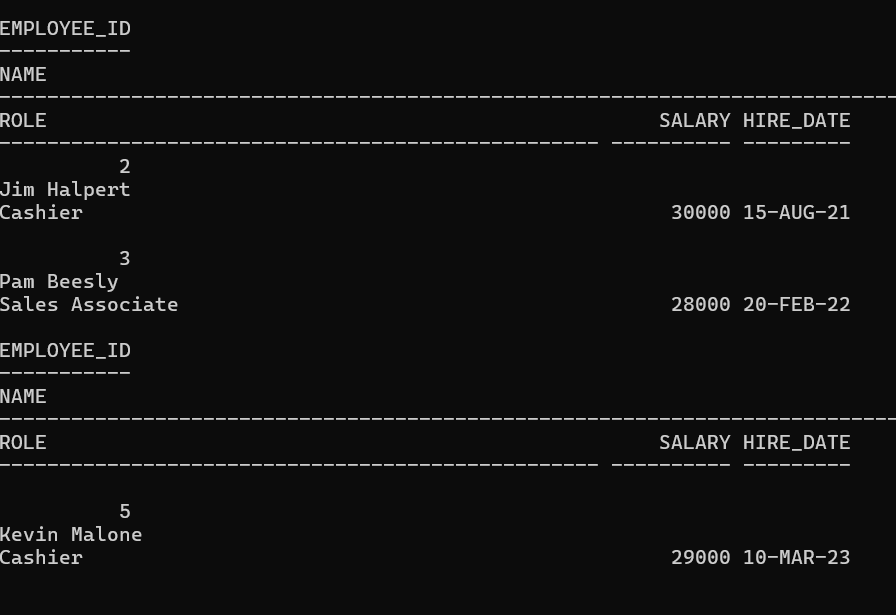 EMPLOYEE_ID
-----------
NAME
---------------------------------------------------------------------------
ROLE                                                   SALARY HIRE_DATE
-------------------------------------------------- ---------- ---------
          2
Jim Halpert
Cashier                                                 30000 15-AUG-21
          3
Pam Beesly
Sales Associate                                         28000 20-FEB-22
EMPLOYEE_ID
-----------
NAME
---------------------------------------------------------------------------
ROLE                                                   SALARY HIRE_DATE
-------------------------------------------------- ---------- ---------
          5
Kevin Malone
Cashier                                                 29000 10-MAR-23